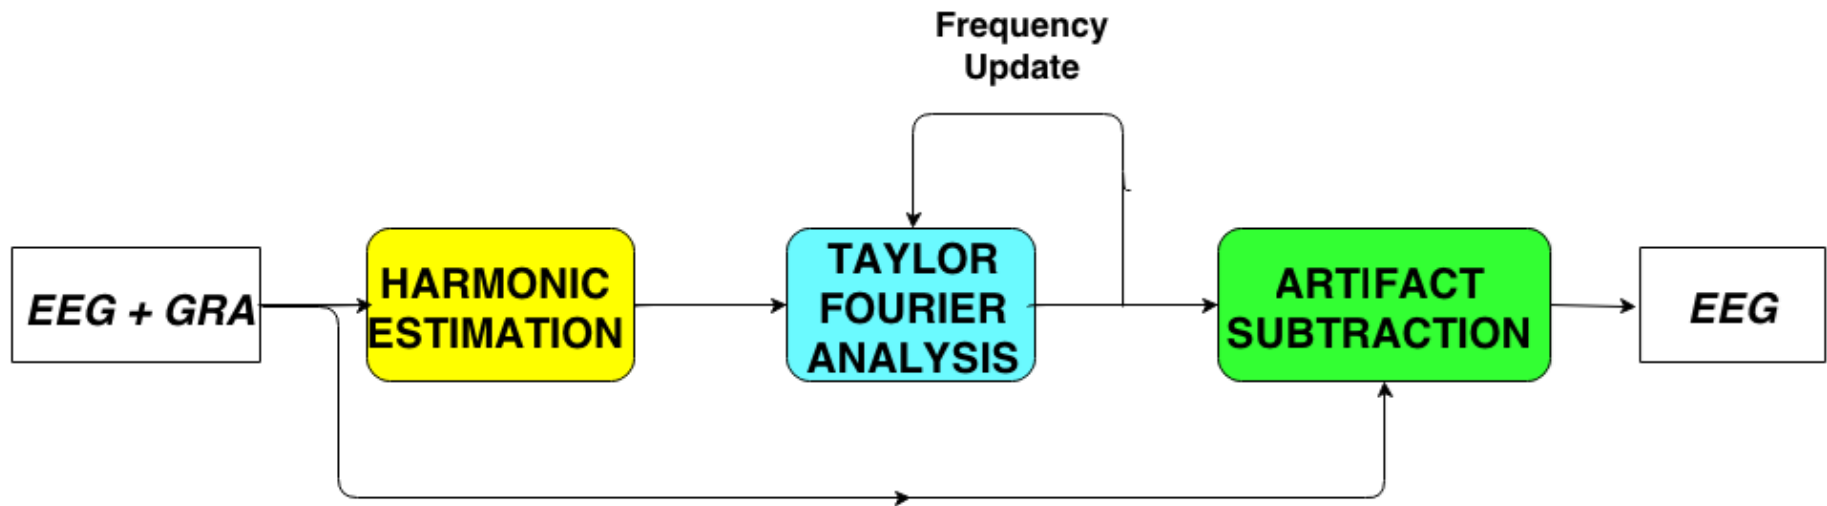 Frequency
Update
EEG + GRA
HARMONIC
ESTIMATION
TAYLOR
FOURIER
ANALYSIS
ARTIFACT
SUBTRACTION
EEG